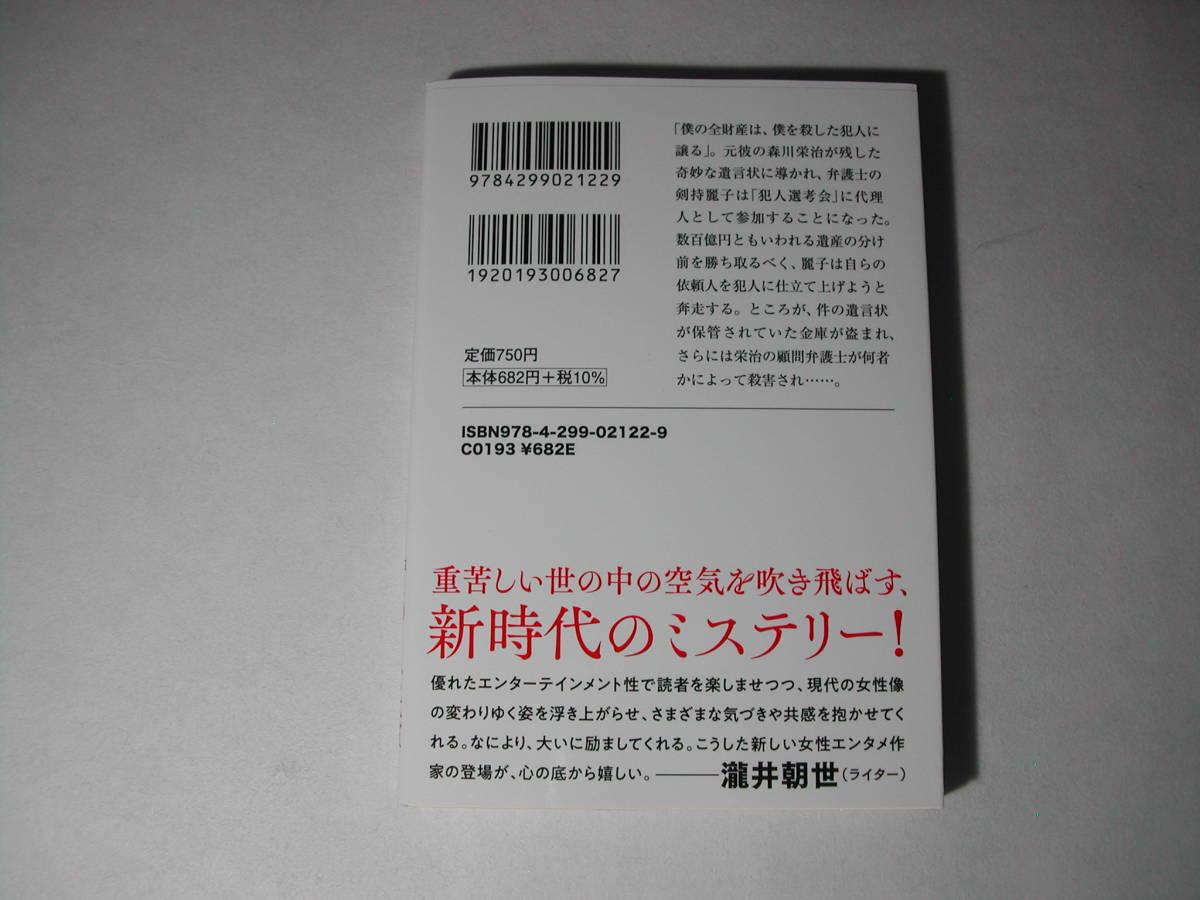 9784299021229
1920193006827
定価750円
本体682円+税10%
「僕の全財産は、僕を殺した犯人に
譲る」。元彼の森川栄治が残した
奇妙な遺言状に導かれ、弁護士の
剣持麗子は「犯人選考会」に代理
人として参加することになった。
数百億円ともいわれる遺産の分け
前を勝ち取るべく、麗子は自らの
依頼人を犯人に仕立て上げようと
奔走する。ところが、件の遺言状
が保管されていた金庫が盗まれ、
さらには栄治の顧問弁護士が何者
かによって殺害され……。
ISBN978-4-299-02122-9
C0193 ¥682E
重苦しい世の中の空気を吹き飛ばす、
新時代のミステリー!
優れたエンターテインメント性で読者を楽しませつつ、現代の女性像
の変わりゆく姿を浮き上がらせ、さまざまな気づきや共感を抱かせてく
れる。なにより、大いに励ましてくれる。こうした新しい女性エンタメ作
家の登場が、心の底から嬉しい。——瀧井朝世(ライター)